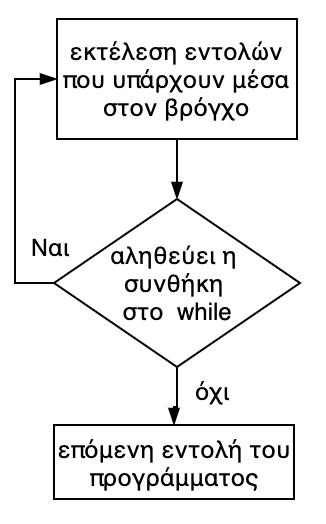 εκτέλεση εντολών
που υπάρχουν μέσα
στον βρόγχο
Ναι
αληθεύει η
συνθήκη
στο while
όχι
επόμενη εντολή του
προγράμματος